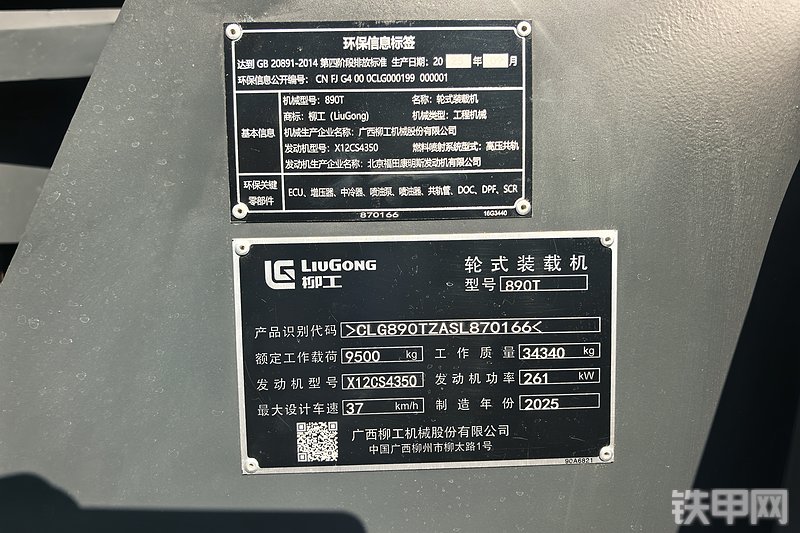 环保信息标签
达到 GB 20891-2014 第四阶段排放标准 生产日期：20 月
环保信息公开编号：CN FJ G4 00 0CLG000199 000001
基本信息
机械型号：890T 名称：轮式装载机
商标：柳工（LiuGong） 机械类型：工程机械
机械生产企业名称：广西柳工机械股份有限公司
发动机型号：X12CS4350 燃料喷射系统型式：高压共轨
发动机生产企业名称：北京福田康明斯发动机有限公司
环保关键
零部件
ECU、增压器、中冷器、喷油泵、喷油器、共轨管、DOC、DPF、SCR
870166 16G3440
LG LIUGONG 柳工
轮式装载机
型号 890T
产品识别代码 >CLG890TZASL870166<
额定工作载荷 9500 kg 工作质量 34340 kg
发动机型号 X12CS4350 发动机功率 261 kW
最大设计车速 37 km/h 制造年份 2025
广西柳工机械股份有限公司
中国广西柳州市柳太路1号
90A6821
铁甲网